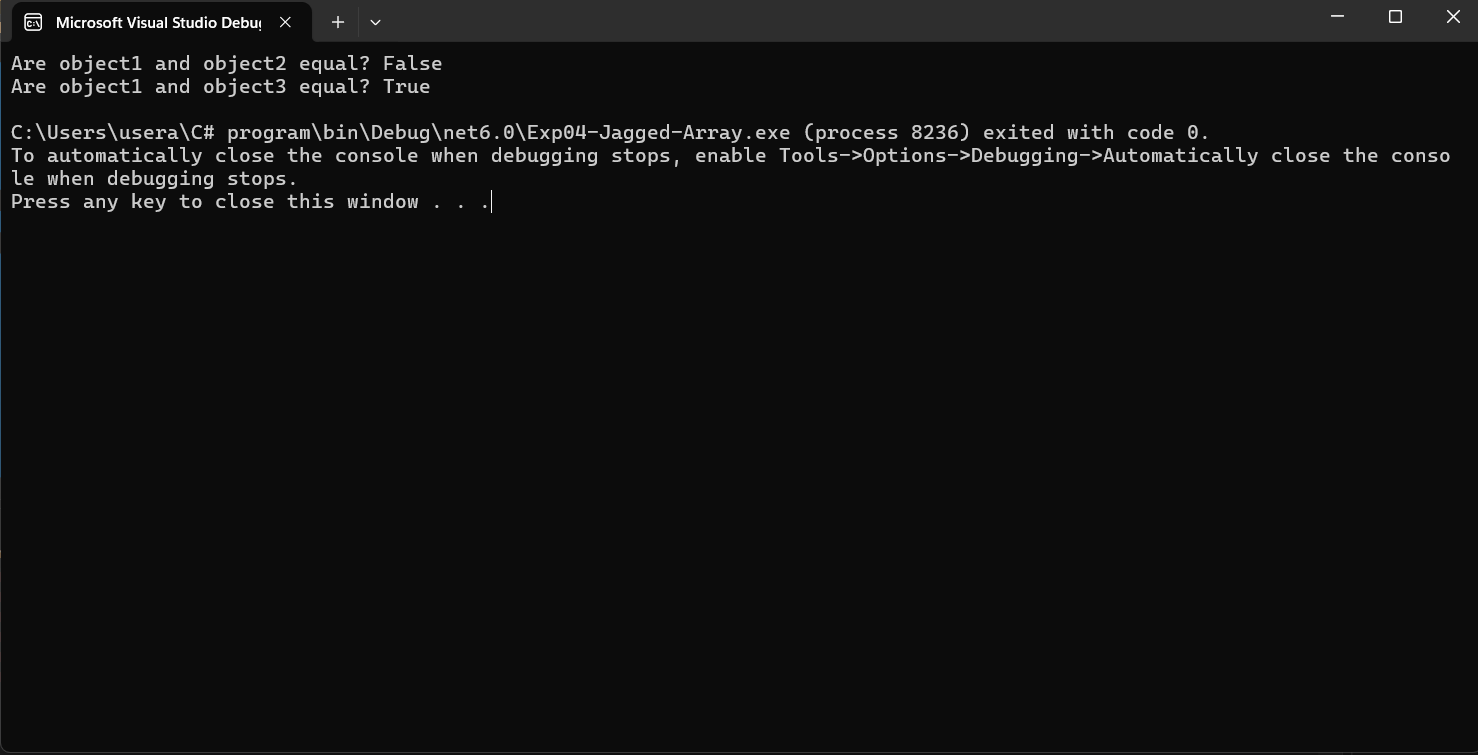 Microsoft Visual Studio Debu
Are object1 and object2 equal? False
Are object1 and object3 equal? True
C:\Users\usera\C# program\bin\Debug\net6.0\Exp04-Jagged-Array.exe (process 8236) exited with code 0.
To automatically close the console when debugging stops, enable Tools->Options->Debugging->Automatically close the conso
le when debugging stops.
Press any key to close this window . . .